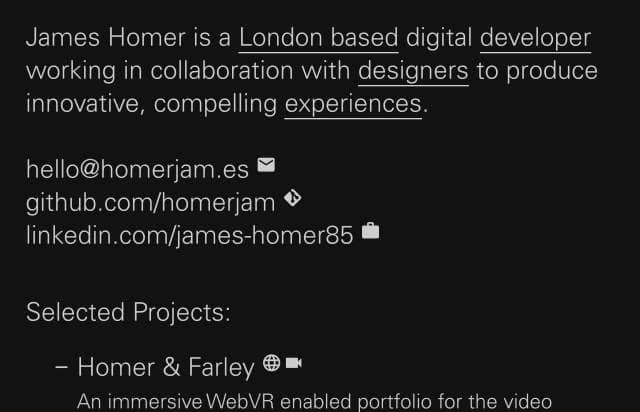 James Homer is a London based digital developer
working in collaboration with designers to produce
innovative, compelling experiences.
hello@homerjam.es
github.com/homerjam
linkedin.com/james-homer85
Selected Projects:
– Homer & Farley
An immersive WebVR enabled portfolio for the video